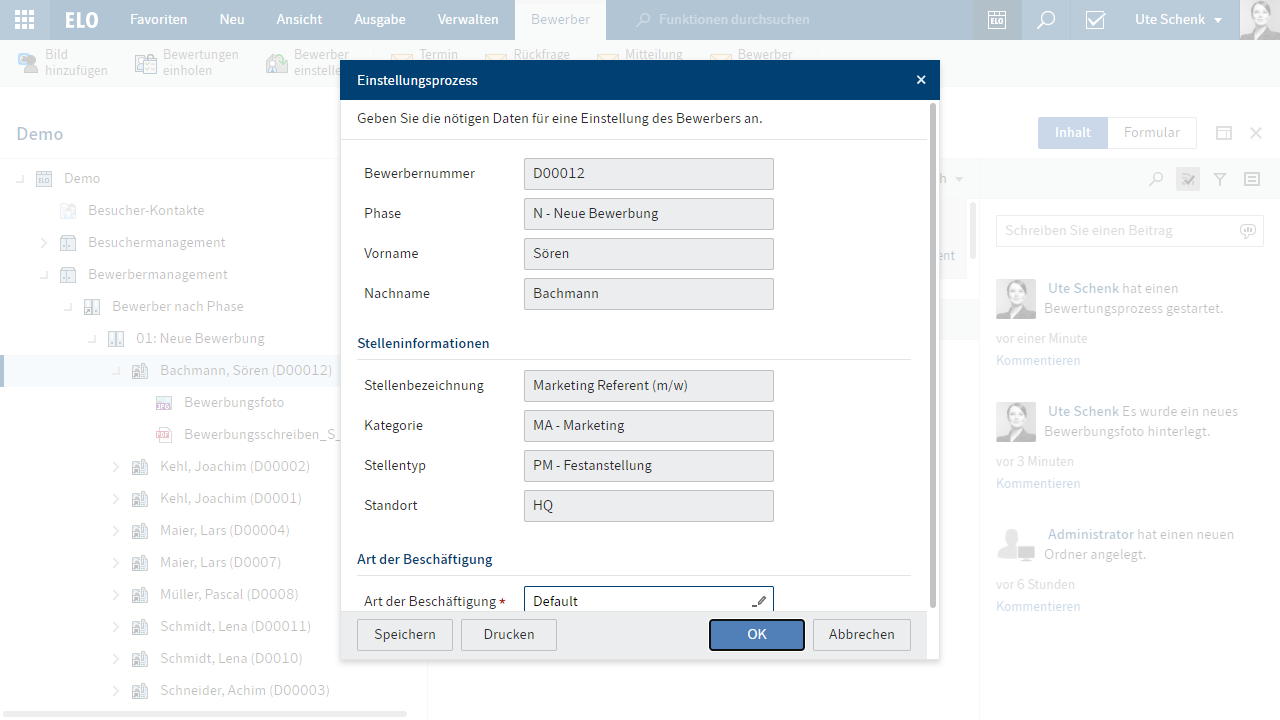 ELO Favoriten Neu Ansicht Ausgabe Verwalten Bewerber Funktionen durchsuchen ELO Ute Schenk
Bild hinzufügen
Bewertungen einholen
Bewerber einstelle
Termin
Rückfrage
Mitteilung
Bewerber
Demo
Inhalt Formular
Demo
Besucher-Kontakte
Besuchermanagement
Bewerbermanagement
Bewerber nach Phase
01: Neue Bewerbung
Bachmann, Sören (D00012)
Bewerbungsfoto
Bewerbungsschreiben_S_
Kehl, Joachim (D00002)
Kehl, Joachim (D0001)
Maier, Lars (D00004)
Maier, Lars (D0007)
Müller, Pascal (D0008)
Schmidt, Lena (D00011)
Schmidt, Lena (D0010)
Schneider, Achim (D00003)
Einstellungsprozess
Geben Sie die nötigen Daten für eine Einstellung des Bewerbers an.
Bewerbernummer D00012
Phase N - Neue Bewerbung
Vorname Sören
Nachname Bachmann
Stelleninformationen
Stellenbezeichnung Marketing Referent (m/w)
Kategorie MA - Marketing
Stellentyp PM - Festanstellung
Standort HQ
Art der Beschäftigung
Art der Beschäftigung * Default
Speichern Drucken OK Abbrechen
h
ent
Schreiben Sie einen Beitrag
Ute Schenk hat einen
Bewertungsprozess gestartet.
vor einer Minute
Kommentieren
Ute Schenk Es wurde ein neues
Bewerbungsfoto hinterlegt.
vor 3 Minuten
Kommentieren
Administrator hat einen neuen
Ordner angelegt.
vor 6 Stunden
Kommentieren